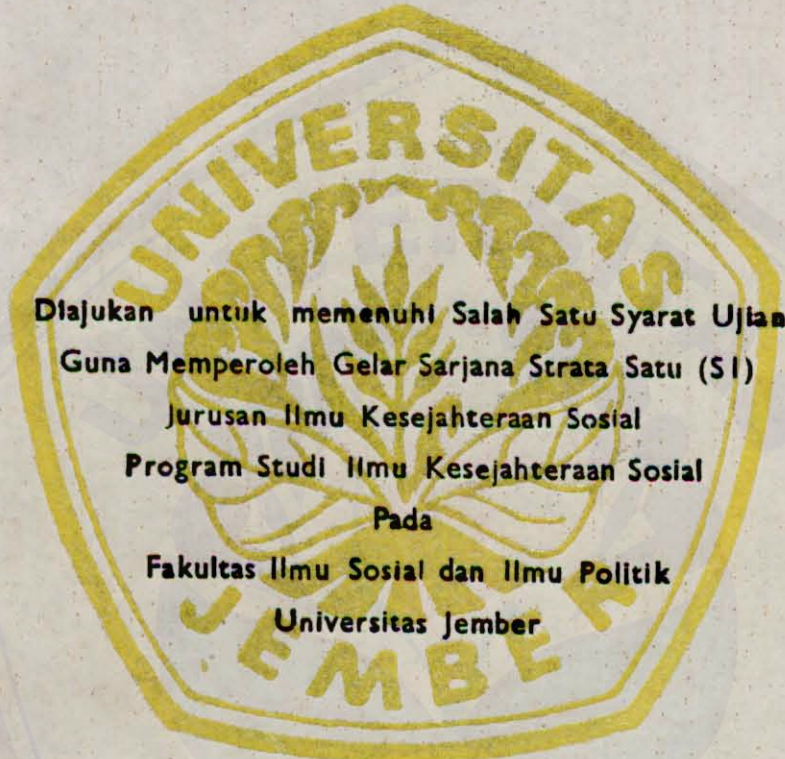 UNIVERSITAS
Diajukan untuk memenuhi Salah Satu Syarat Ujian
Guna Memperoleh Gelar Sarjana Strata Satu (S1)
Jurusan Ilmu Kesejahteraan Sosial
Program Studi Ilmu Kesejahteraan Sosial
Pada
Fakultas Ilmu Sosial dan Ilmu Politik
Universitas Jember
JEMBER